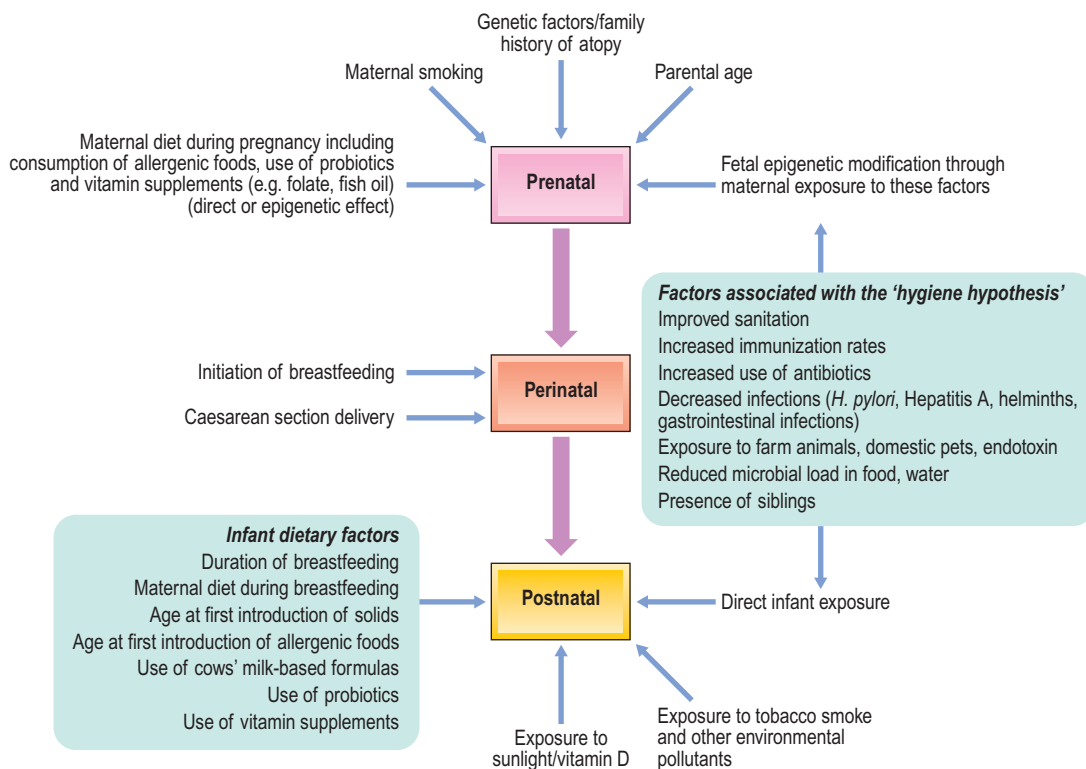 Genetic factors/family
history of atopy
Maternal smoking
Parental age
Maternal diet during pregnancy including
consumption of allergenic foods, use of probiotics
and vitamin supplements (e.g. folate, fish oil)
(direct or epigenetic effect)
Prenatal
Fetal epigenetic modification through
maternal exposure to these factors
Factors associated with the ‘hygiene hypothesis’
Improved sanitation
Increased immunization rates
Increased use of antibiotics
Decreased infections (H. pylori, Hepatitis A, helminths,
gastrointestinal infections)
Exposure to farm animals, domestic pets, endotoxin
Reduced microbial load in food, water
Presence of siblings
Initiation of breastfeeding
Caesarean section delivery
Perinatal
Infant dietary factors
Duration of breastfeeding
Maternal diet during breastfeeding
Age at first introduction of solids
Age at first introduction of allergenic foods
Use of cows’ milk-based formulas
Use of probiotics
Use of vitamin supplements
Postnatal
Direct infant exposure
Exposure to
sunlight/vitamin D
Exposure to tobacco smoke
and other environmental
pollutants